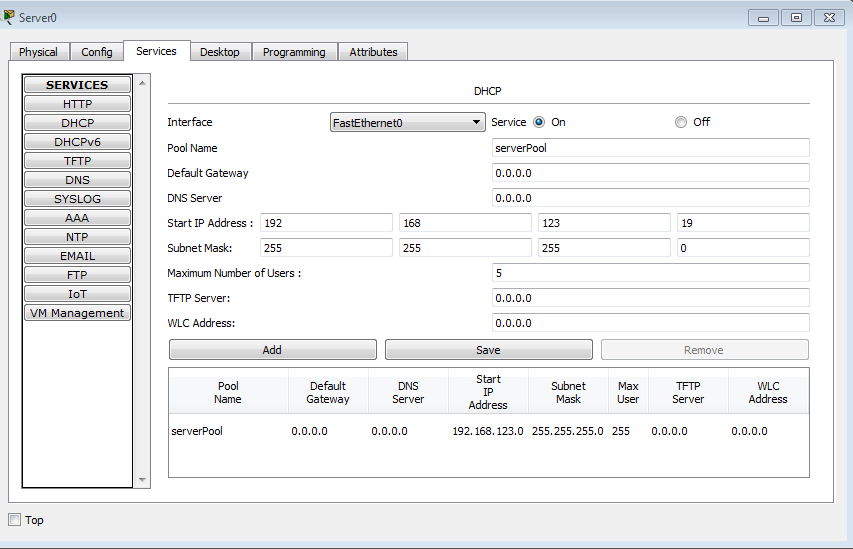 Server0
Physical Config Services Desktop Programming Attributes
SERVICES
HTTP
DHCP
DHCPv6
TFTP
DNS
SYSLOG
AAA
NTP
EMAIL
FTP
IoT
VM Management
DHCP
Interface FastEthernet0 Service On Off
Pool Name serverPool
Default Gateway 0.0.0.0
DNS Server 0.0.0.0
Start IP Address : 192 168 123 19
Subnet Mask: 255 255 255 0
Maximum Number of Users : 5
TFTP Server: 0.0.0.0
WLC Address: 0.0.0.0
Add Save Remove
Pool Name Default Gateway DNS Server Start IP Address Subnet Mask Max User TFTP Server WLC Address
serverPool 0.0.0.0 0.0.0.0 192.168.123.0 255.255.255.0 255 0.0.0.0 0.0.0.0
Top